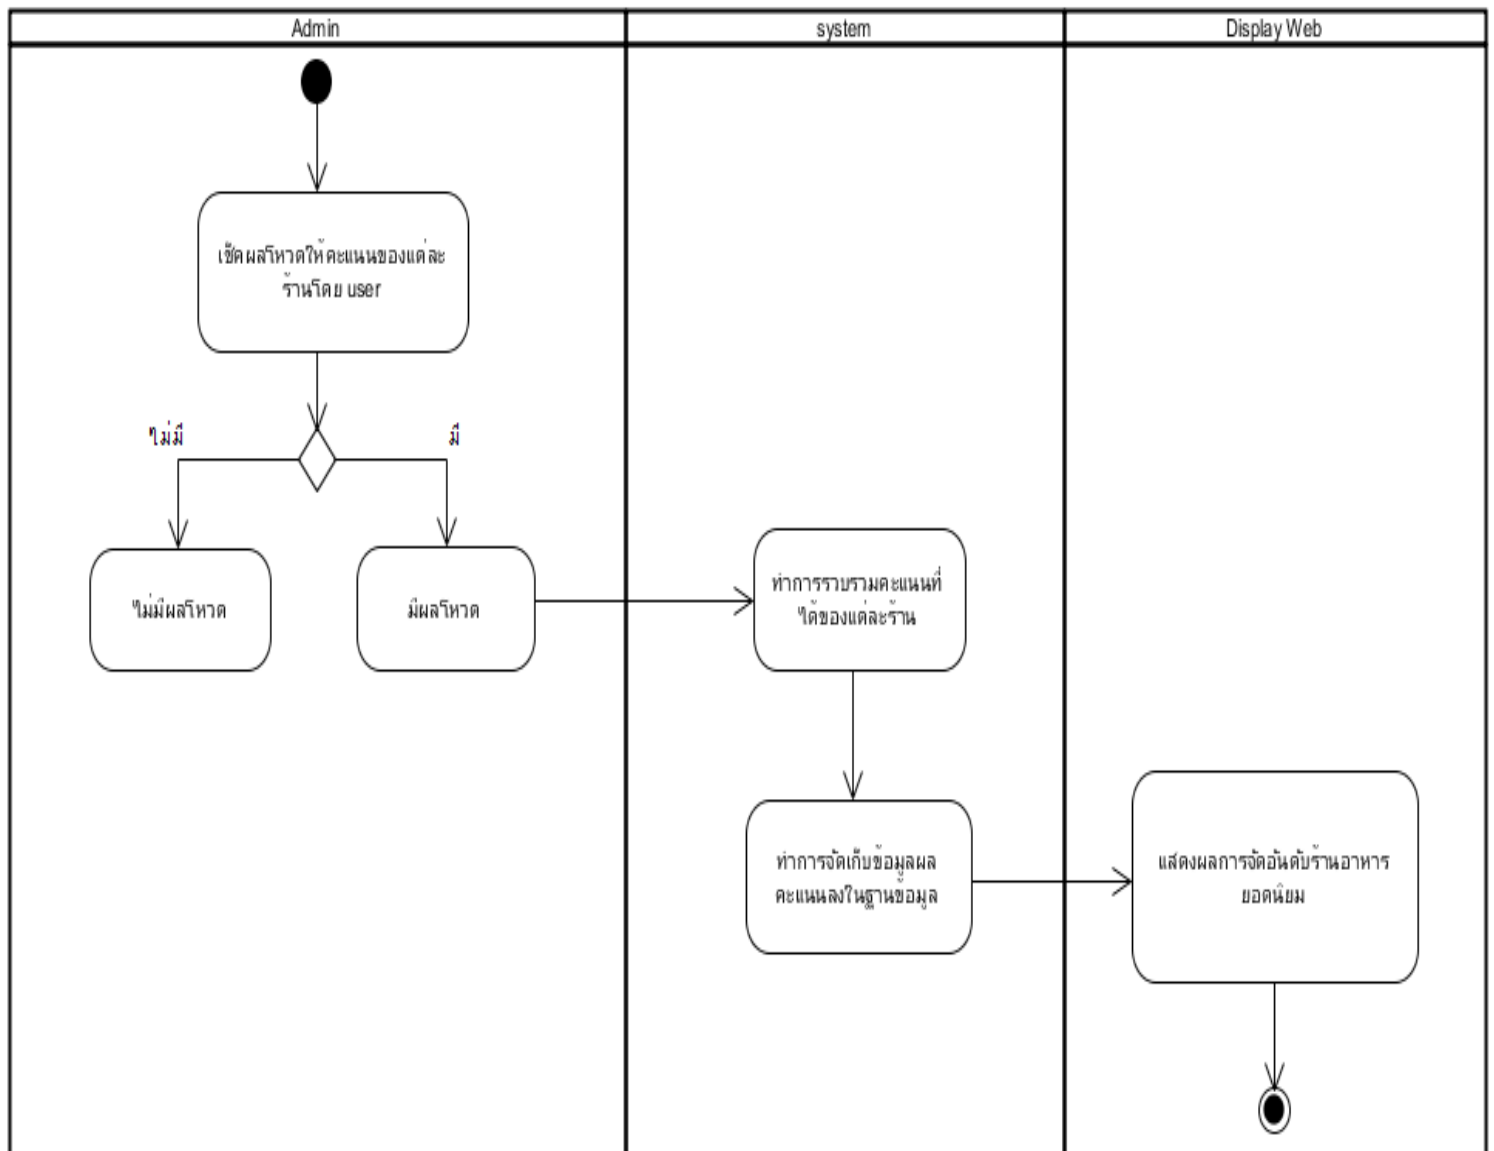 Admin
system
Display Web
เช็คผลโหวตให้คะแนนของแต่ละ
ร้านโดย user
ไม่มี
มี
ไม่มีผลโหวต
มีผลโหวต
ทำการรวบรวมคะแนนที่
ได้ของแต่ละร้าน
ทำการจัดเก็บข้อมูลผล
คะแนนลงในฐานข้อมูล
แสดงผลการจัดอันดับร้านอาหาร
ยอดนิยม